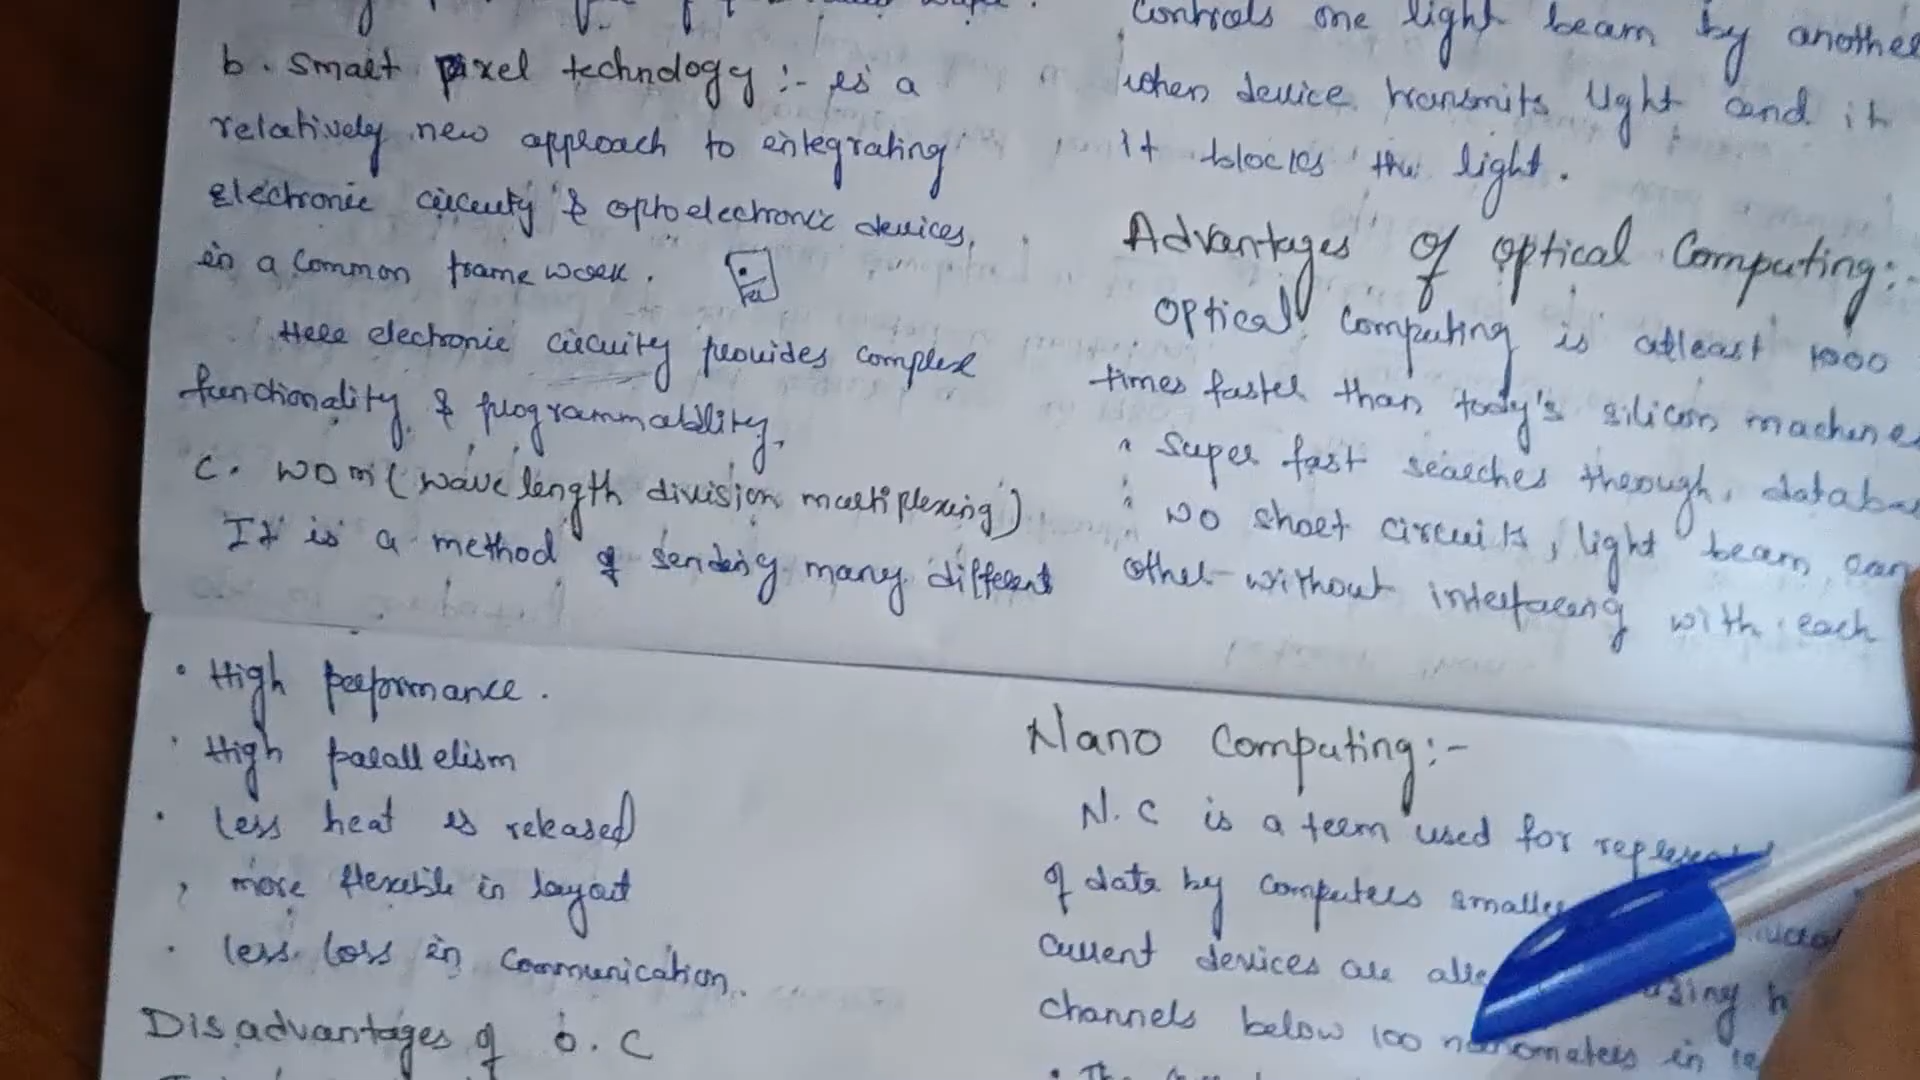 b. Smart pixel technology :- is a
relatively new approach to integrating
electronic circuity & optoelectronic devices,
in a common frame work.
Here electronic circuity provides complex
functionality & programmability.
c. WDM (wave length division multiplexing)
It is a method of sending many different
• High performance.
• High parallelism
• less heat is released
more flexible in layout
• less loss in communication.
Disadvantages of O.C
Controls one light beam by another
when device transmits light and it
it blocks the light.
Advantages of optical Computing:-
Optical computing is atleast 1000
times faster than tody's silicon machines
Super fast searches through
No short circuits, light beam can
other without interfacing with each
Nano Computing:-
N.C is a term used for
of data by computers smaller
current devices are
channels below 100 nanometers in